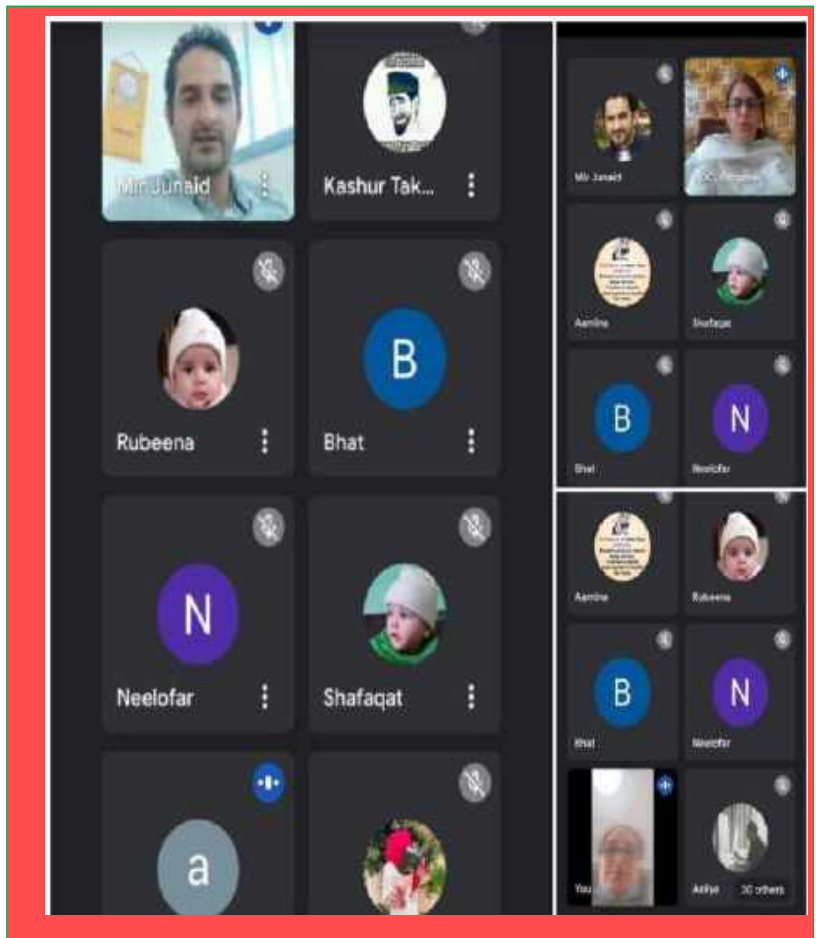 Mir Junaid
Kashur Tak...
Rubeena
B
Bhat
N
Neelofar
Shafaqat
a
Mir Junaid
Aamina
Shafaqat
B
Bhat
N
Neelofar
Aamina
Rubeena
B
Bhat
N
Neelofar
You
Asliya
30 others